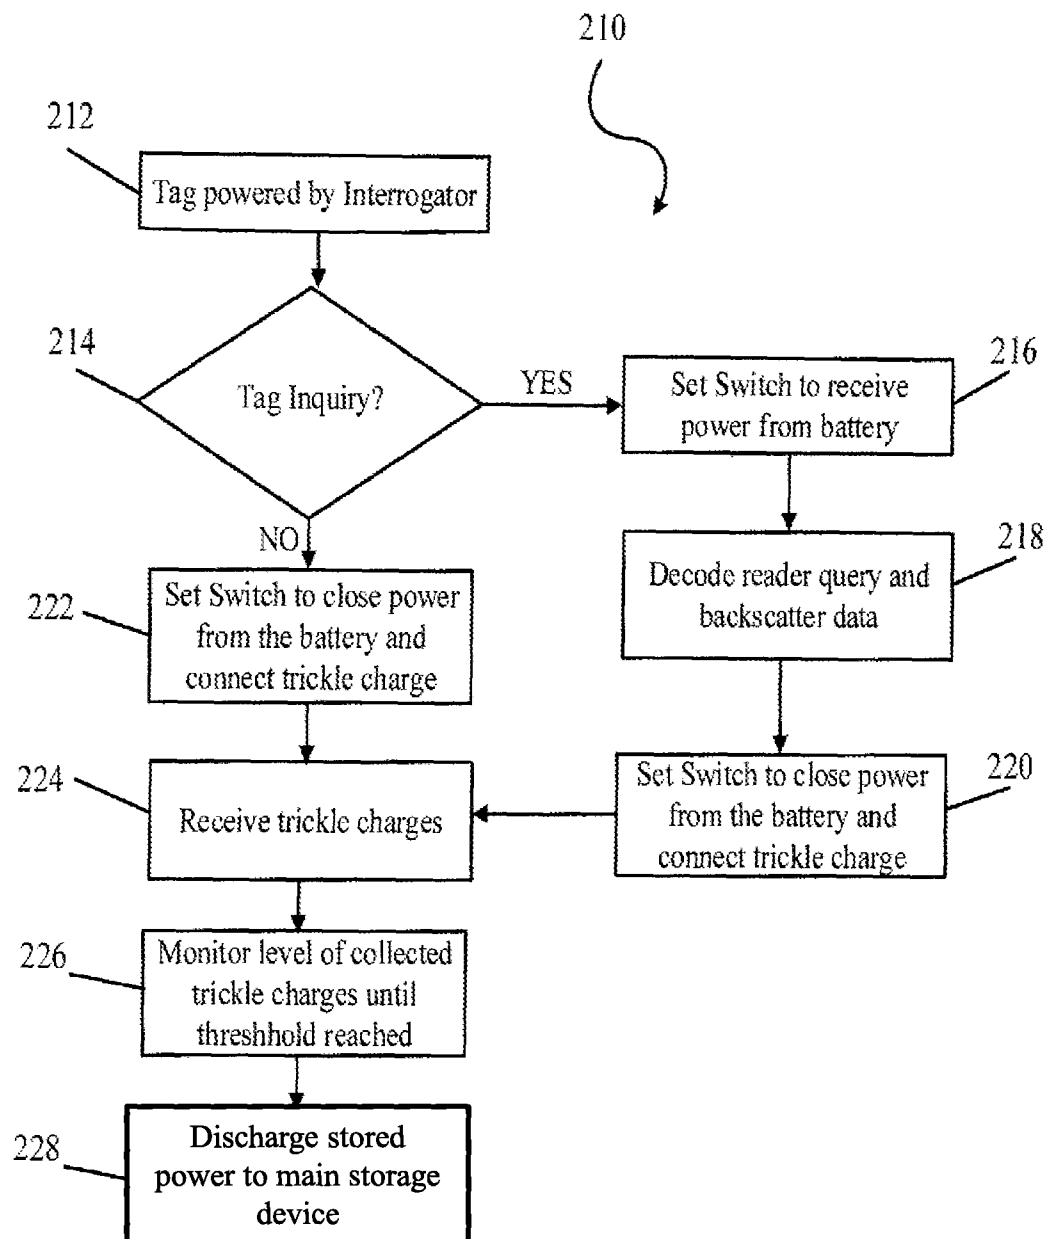 210
212
Tag powered by Interrogator
214
Tag Inquiry?
YES
216
Set Switch to receive
power from battery
218
Decode reader query and
backscatter data
NO
222
Set Switch to close power
from the battery and
connect trickle charge
220
Set Switch to close power
from the battery and
connect trickle charge
224
Receive trickle charges
226
Monitor level of collected
trickle charges until
threshhold reached
228
Discharge stored
power to main storage
device